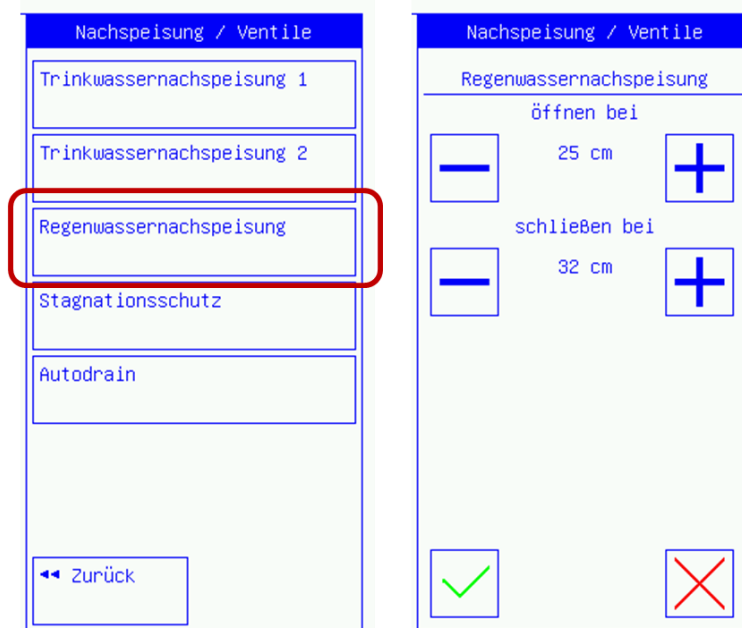 Nachspeisung / Ventile
Trinkwassernachspeisung 1
Trinkwassernachspeisung 2
Regenwassernachspeisung
Stagnationsschutz
Autodrain
◄◄ Zurück
Nachspeisung / Ventile
Regenwassernachspeisung
öffnen bei
25 cm
schließen bei
32 cm